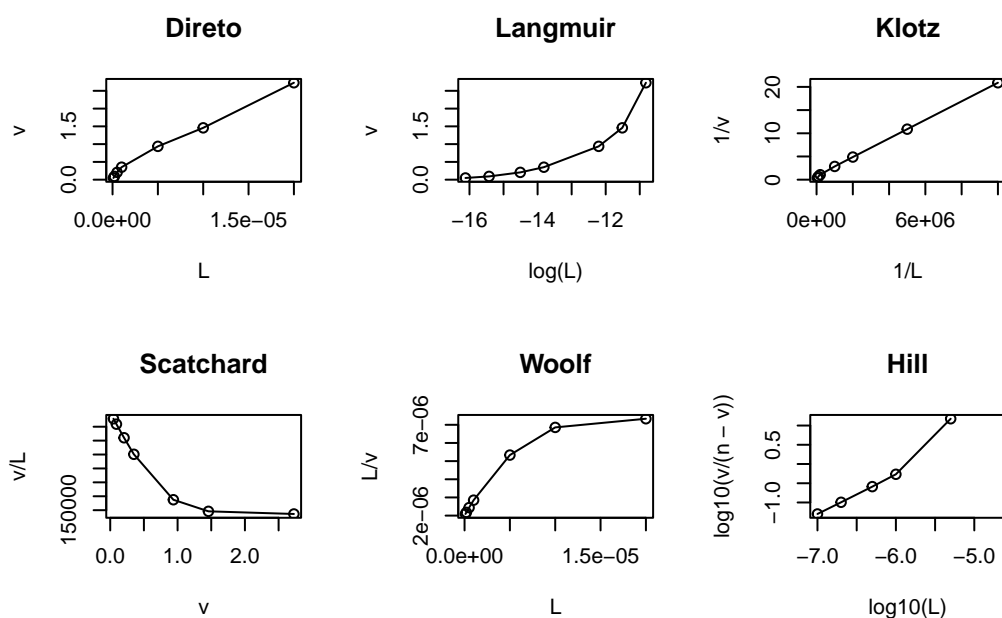 Direto
v
0.0 1.5
0.0e+00 1.5e−05
L
Langmuir
v
0.0 1.5
−16 −14 −12
log(L)
Klotz
1/v
0 10 20
0e+00 6e+06
1/L
Scatchard
v/L
150000
0.0 1.0 2.0
v
Woolf
L/v
2e−06 7e−06
0.0e+00 1.5e−05
L
Hill
log10(v/(n − v))
−1.0 0.5
−7.0 −6.0 −5.0
log10(L)